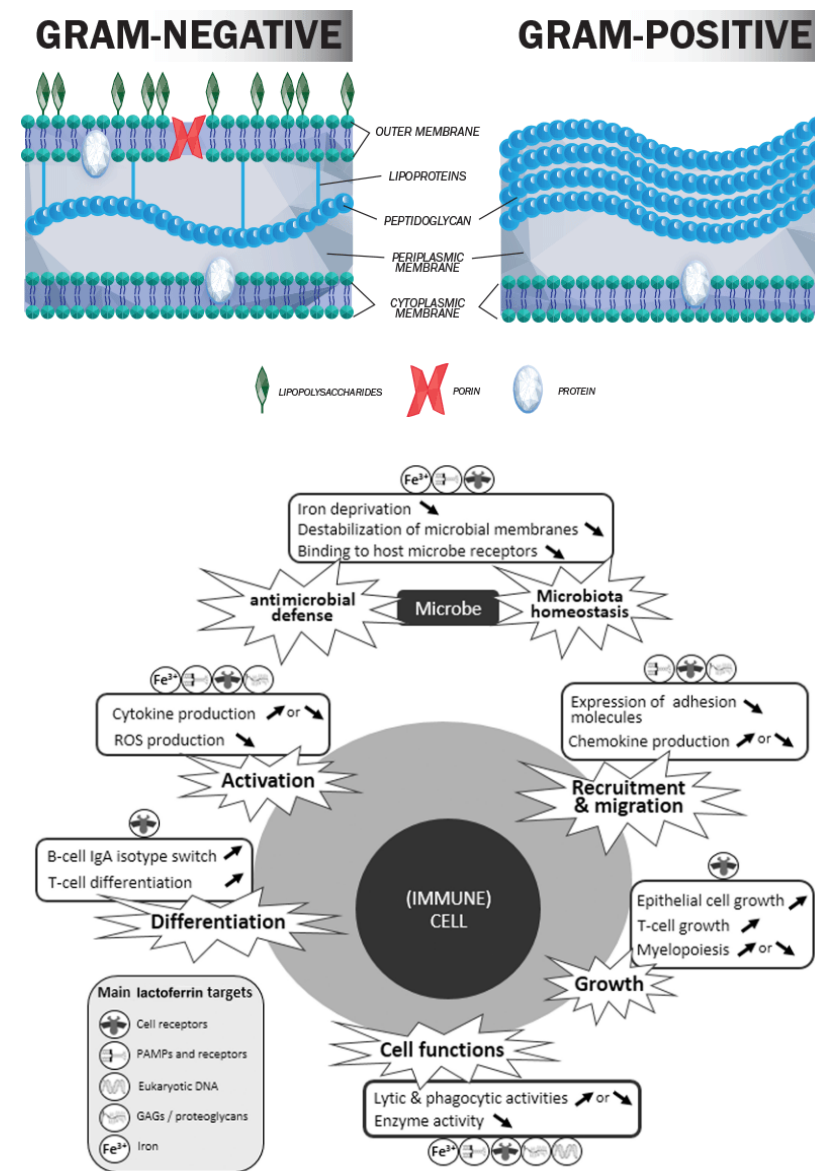 GRAM-NEGATIVE
GRAM-POSITIVE
OUTER MEMBRANE
LIPOPROTEINS
PEPTIDOGLYCAN
PERIPLASMIC
MEMBRANE
CYTOPLASMIC
MEMBRANE
LIPOPOLYSACCHARIDES
PORIN
PROTEIN
Fe³⁺
Iron deprivation
Destabilization of microbial membranes
Binding to host microbe receptors
antimicrobial
defense
Microbe
Microbiota
homeostasis
Fe³⁺
Cytokine production or
ROS production
Activation
Expression of adhesion
molecules
Chemokine production or
Recruitment
& migration
B-cell IgA isotype switch
T-cell differentiation
Differentiation
(IMMUNE)
CELL
Epithelial cell growth
T-cell growth
Myelopoiesis or
Growth
Main lactoferrin targets
Cell receptors
PAMPs and receptors
Eukaryotic DNA
GAGs / proteoglycans
Fe³⁺ Iron
Cell functions
Lytic & phagocytic activities or
Enzyme activity
Fe³⁺